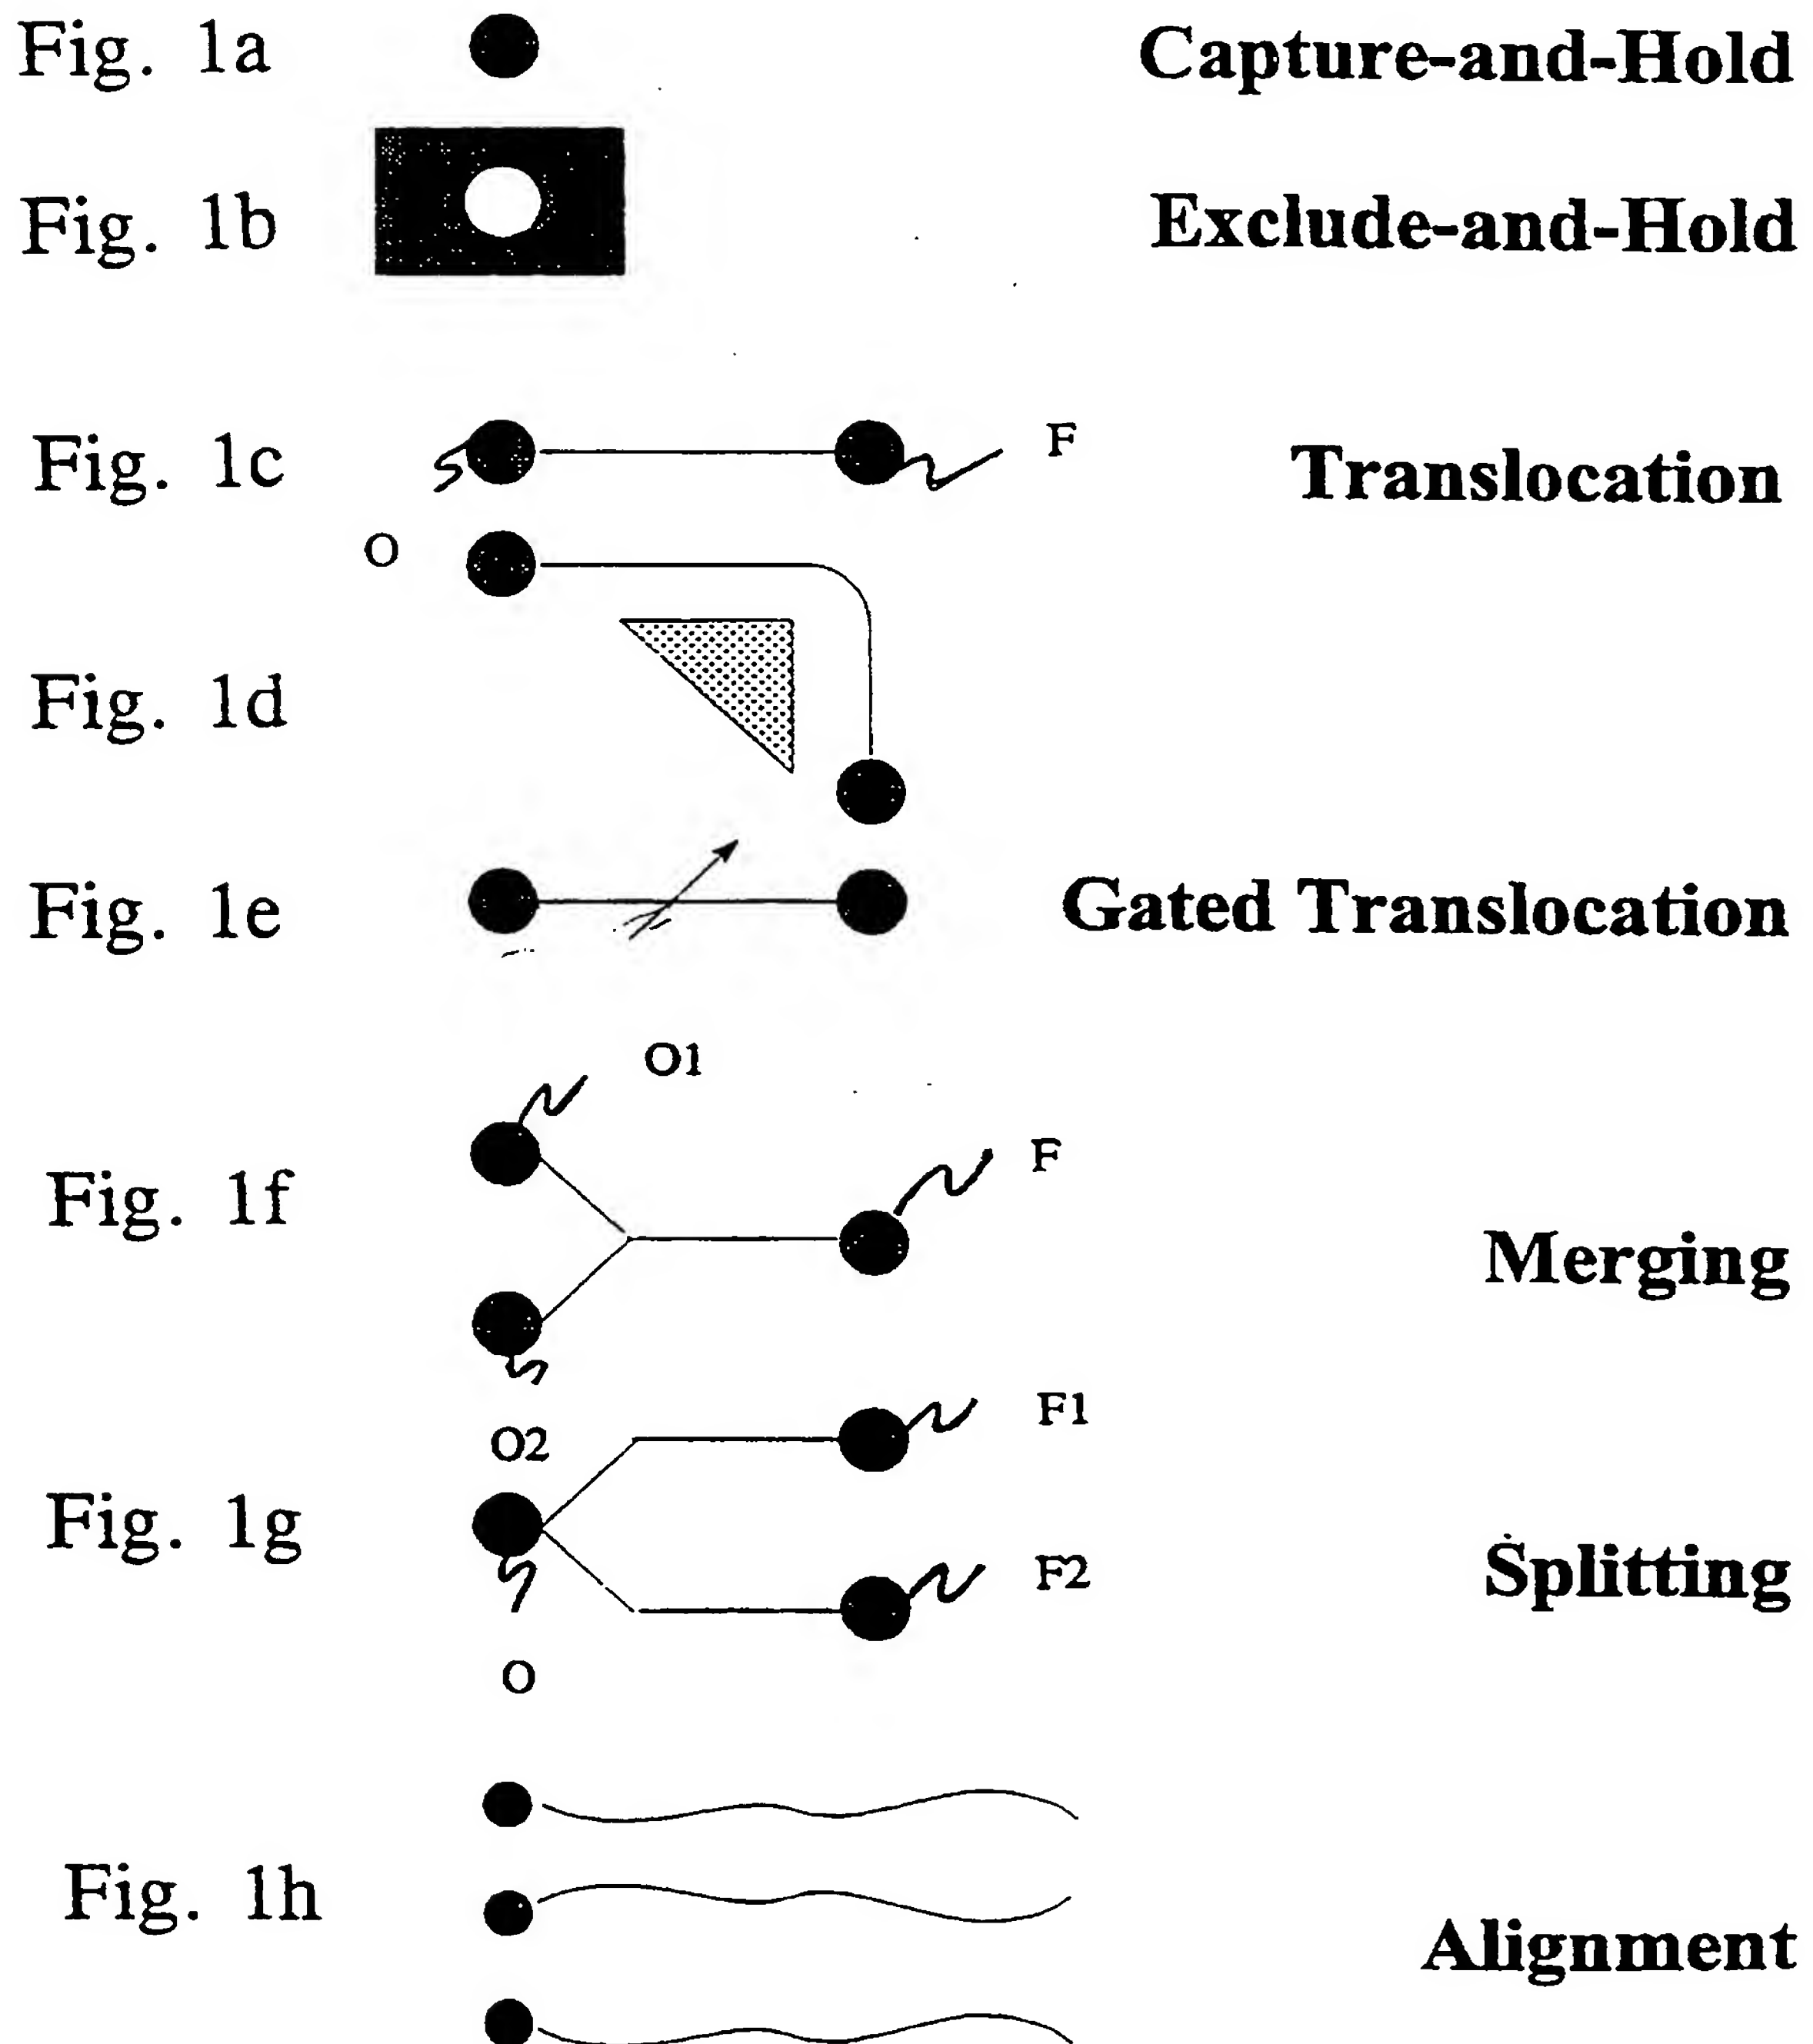 Fig. 1a Capture-and-Hold
Fig. 1b Exclude-and-Hold
Fig. 1c F Translocation
O
Fig. 1d
Fig. 1e Gated Translocation
O1
Fig. 1f F
Merging
F1
O2
Fig. 1g
F2 Splitting
O
Fig. 1h
Alignment